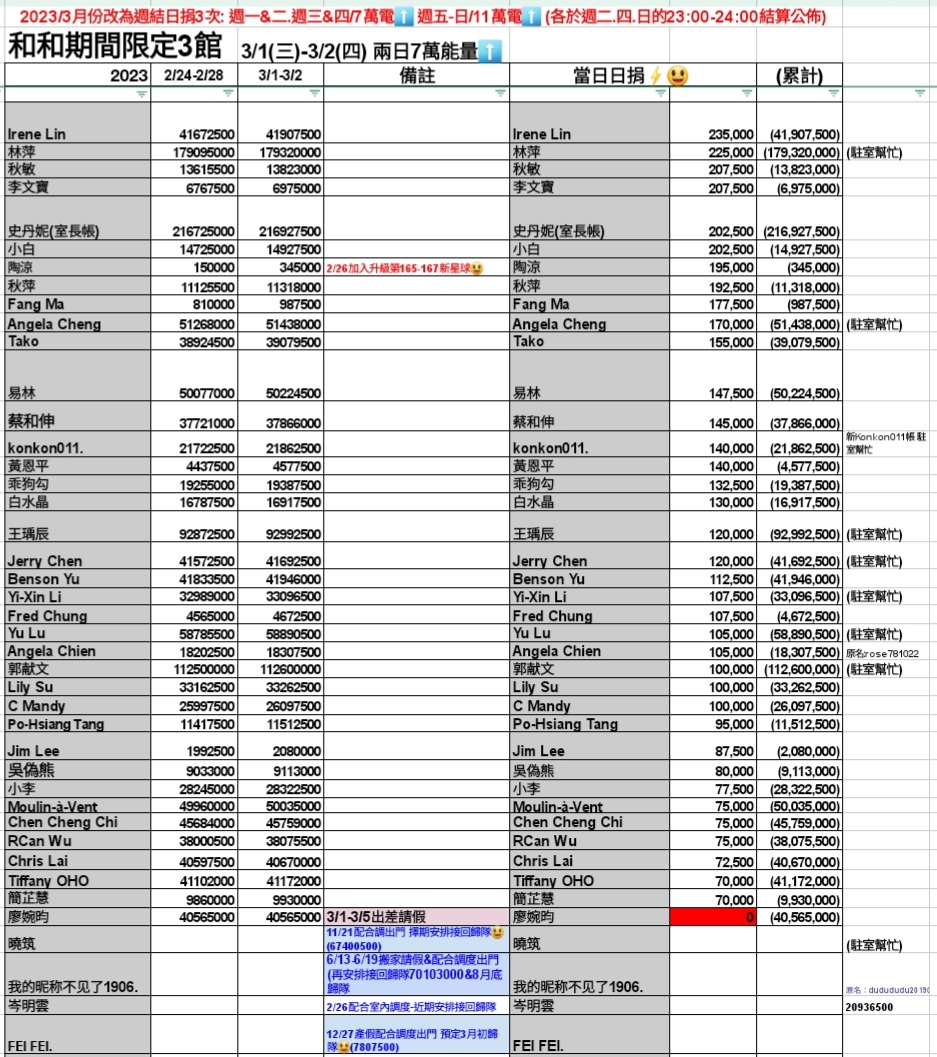 2023/3月份改為週結日捐3次: 週一&二.週三&四/7萬電⬆️ 週五-日/11萬電⬆️ (各於週二.四.日的23:00-24:00結算公佈)
和和期間限定3館 3/1(三)-3/2(四) 兩日7萬能量⬆️
2023 2/24-2/28 3/1-3/2 備註 當日日捐⚡😃 (累計)
Irene Lin 41672500 41907500 Irene Lin 235,000 (41,907,500)
林萍 179095000 179320000 林萍 225,000 (179,320,000) (駐室幫忙)
秋敏 13615500 13823000 秋敏 207,500 (13,823,000)
李文寶 6767500 6975000 李文寶 207,500 (6,975,000)
史丹妮(室長帳) 216725000 216927500 史丹妮(室長帳) 202,500 (216,927,500)
小白 14725000 14927500 小白 202,500 (14,927,500)
陶涼 150000 345000 2/26加入升級第165-167新星球😃 陶涼 195,000 (345,000)
秋萍 11125500 11318000 秋萍 192,500 (11,318,000)
Fang Ma 810000 987500 Fang Ma 177,500 (987,500)
Angela Cheng 51268000 51438000 Angela Cheng 170,000 (51,438,000) (駐室幫忙)
Tako 38924500 39079500 Tako 155,000 (39,079,500)
易林 50077000 50224500 易林 147,500 (50,224,500)
蔡和伸 37721000 37866000 蔡和伸 145,000 (37,866,000)
konkon011. 21722500 21862500 konkon011. 140,000 (21,862,500) 新Konkon011帳 駐
室幫忙
黃恩平 4437500 4577500 黃恩平 140,000 (4,577,500)
乖狗勾 19255000 19387500 乖狗勾 132,500 (19,387,500)
白水晶 16787500 16917500 白水晶 130,000 (16,917,500)
王瑀辰 92872500 92992500 王瑀辰 120,000 (92,992,500) (駐室幫忙)
Jerry Chen 41572500 41692500 Jerry Chen 120,000 (41,692,500) (駐室幫忙)
Benson Yu 41833500 41946000 Benson Yu 112,500 (41,946,000)
Yi-Xin Li 32989000 33096500 Yi-Xin Li 107,500 (33,096,500) (駐室幫忙)
Fred Chung 4565000 4672500 Fred Chung 107,500 (4,672,500)
Yu Lu 58785500 58890500 Yu Lu 105,000 (58,890,500) (駐室幫忙)
Angela Chien 18202500 18307500 Angela Chien 105,000 (18,307,500) 原名rose781022
郭献文 112500000 112600000 郭献文 100,000 (112,600,000) (駐室幫忙)
Lily Su 33162500 33262500 Lily Su 100,000 (33,262,500)
C Mandy 25997500 26097500 C Mandy 100,000 (26,097,500)
Po-Hsiang Tang 11417500 11512500 Po-Hsiang Tang 95,000 (11,512,500)
Jim Lee 1992500 2080000 Jim Lee 87,500 (2,080,000)
吳偽熊 9033000 9113000 吳偽熊 80,000 (9,113,000)
小李 28245000 28322500 小李 77,500 (28,322,500)
Moulin-à-Vent 49960000 50035000 Moulin-à-Vent 75,000 (50,035,000)
Chen Cheng Chi 45684000 45759000 Chen Cheng Chi 75,000 (45,759,000)
RCan Wu 38000500 38075500 RCan Wu 75,000 (38,075,500)
Chris Lai 40597500 40670000 Chris Lai 72,500 (40,670,000)
Tiffany OHO 41102000 41172000 Tiffany OHO 70,000 (41,172,000)
簡芷慧 9860000 9930000 簡芷慧 70,000 (9,930,000)
廖婉昀 40565000 40565000 3/1-3/5出差請假 廖婉昀 0 (40,565,000)
曉筑 11/21配合調出門 擇期安排接回歸隊😃
(67400500) 曉筑 (駐室幫忙)
6/13-6/19搬家請假&配合調度出門
(再安排接回歸隊70103000&8月底
歸隊
我的昵称不见了1906. 我的昵称不见了1906. 原名：dudududu20190
岑明雲 2/26配合室內調度-近期安排接回歸隊 岑明雲 20936500
12/27產假配合調度出門 預定3月初歸
隊😃(7807500)
FEI FEI. FEI FEI.